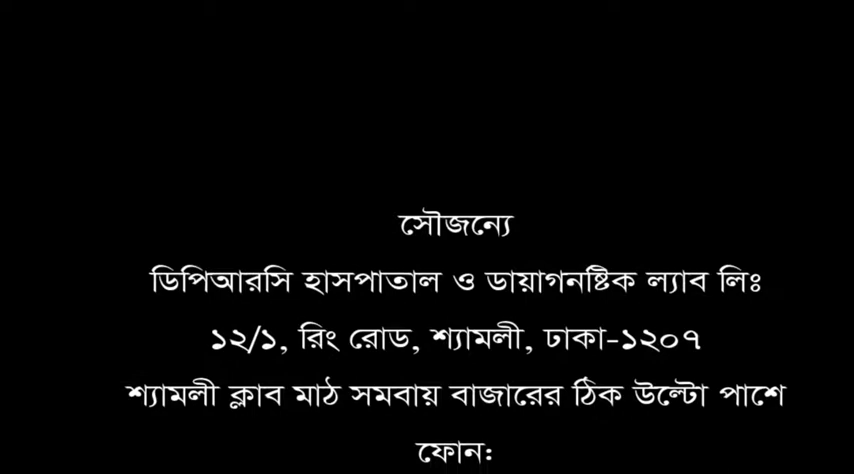 সৌজন্যে
ডিপিআরসি হাসপাতাল ও ডায়াগনষ্টিক ল্যাব লিঃ
১২/১, রিং রোড, শ্যামলী, ঢাকা-১২০৭
শ্যামলী ক্লাব মাঠ সমবায় বাজারের ঠিক উল্টো পাশে
ফোন: